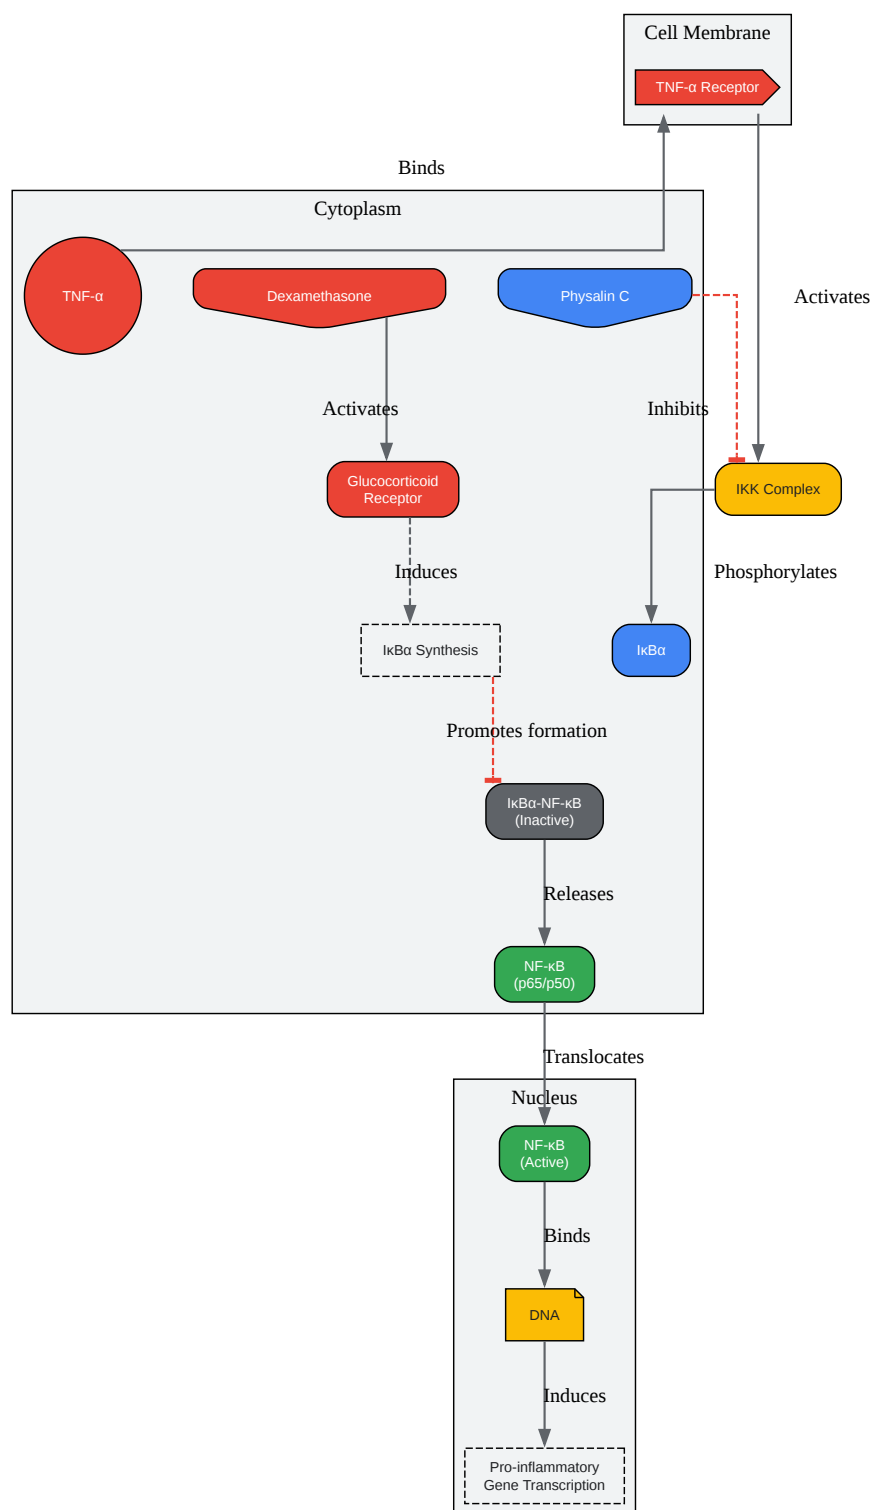 Cell Membrane
TNF-α Receptor
Binds
Cytoplasm
TNF-α
Dexamethasone
Physalin C
Activates
Activates
Inhibits
Glucocorticoid
Receptor
IKK Complex
Induces
Phosphorylates
IκBα Synthesis
IκBα
Promotes formation
IκBα-NF-κB
(Inactive)
Releases
NF-κB
(p65/p50)
Translocates
Nucleus
NF-κB
(Active)
Binds
DNA
Induces
Pro-inflammatory
Gene Transcription